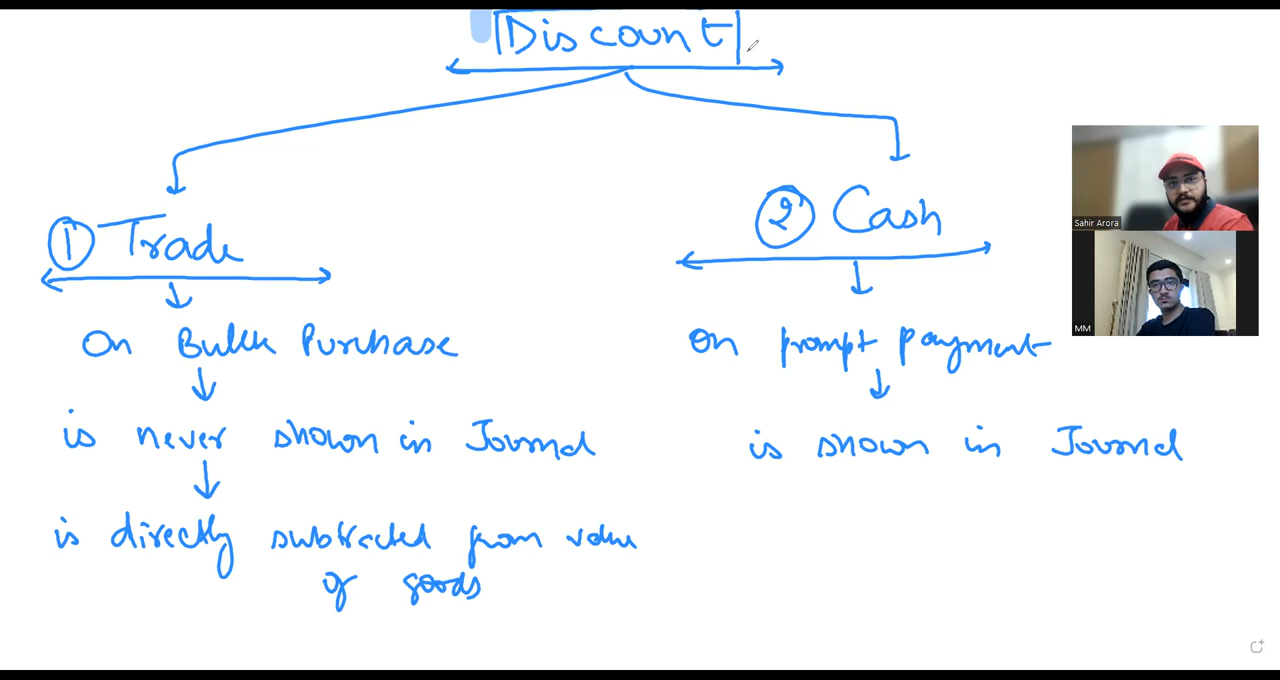 Discount
① Trade
② Cash
On Bulk Purchase
on prompt payment
is never shown in Journal
is shown in Journal
is directly subtracted from value
of goods
Sahir Arora
MM